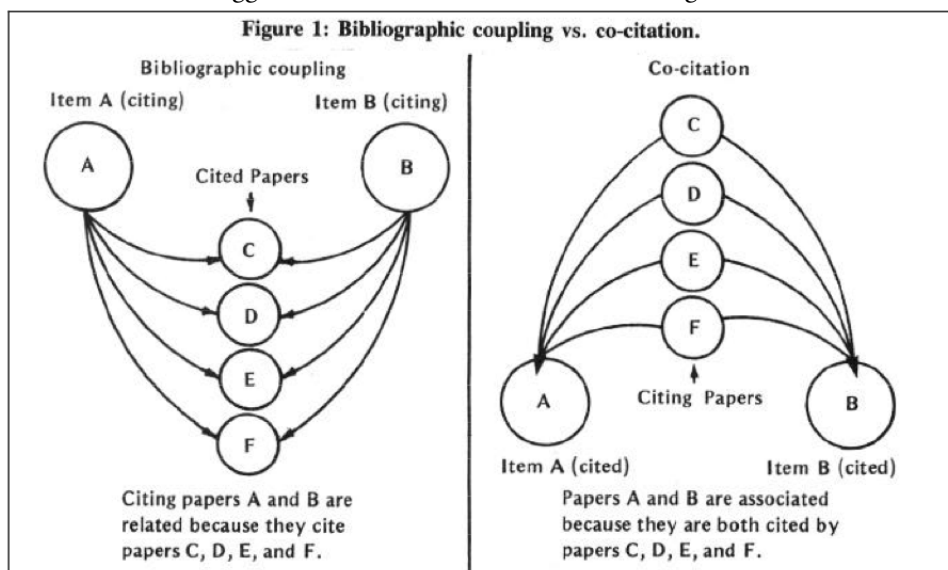 Figure 1: Bibliographic coupling vs. co-citation.
Bibliographic coupling
Item A (citing)
Item B (citing)
A
B
Cited Papers
C
D
E
F
Citing papers A and B are
related because they cite
papers C, D, E, and F.
Co-citation
C
D
E
F
A
B
Citing Papers
Item A (cited)
Item B (cited)
Papers A and B are associated
because they are both cited by
papers C, D, E, and F.